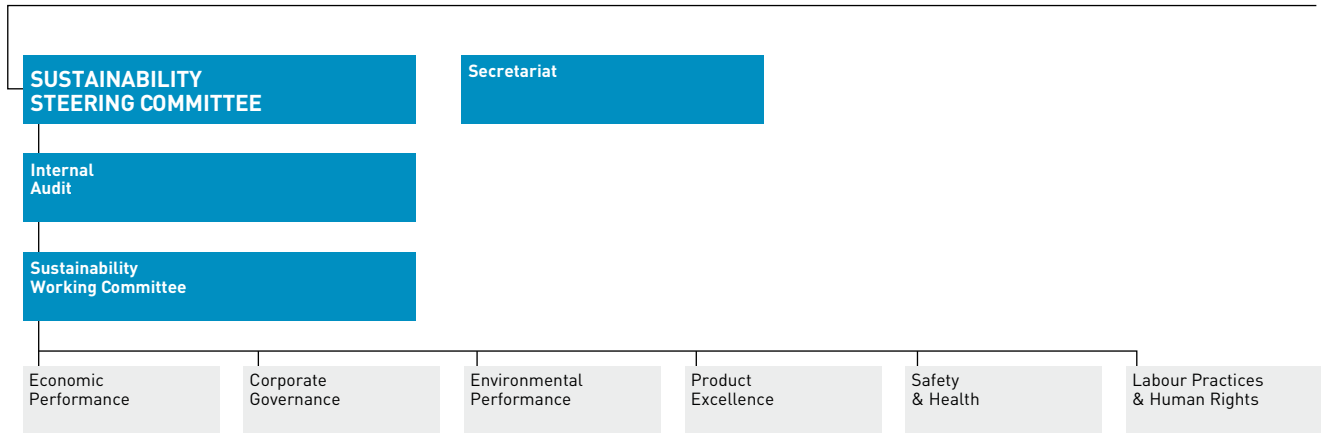 SUSTAINABILITY
STEERING COMMITTEE
Secretariat
Internal
Audit
Sustainability
Working Committee
Economic
Performance
Corporate
Governance
Environmental
Performance
Product
Excellence
Safety
& Health
Labour Practices
& Human Rights